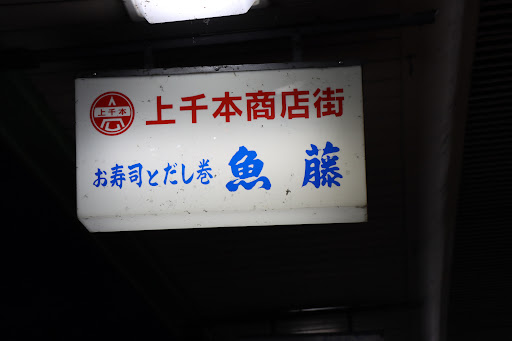 上千本 上千本商店街
お寿司とだし巻 魚藤